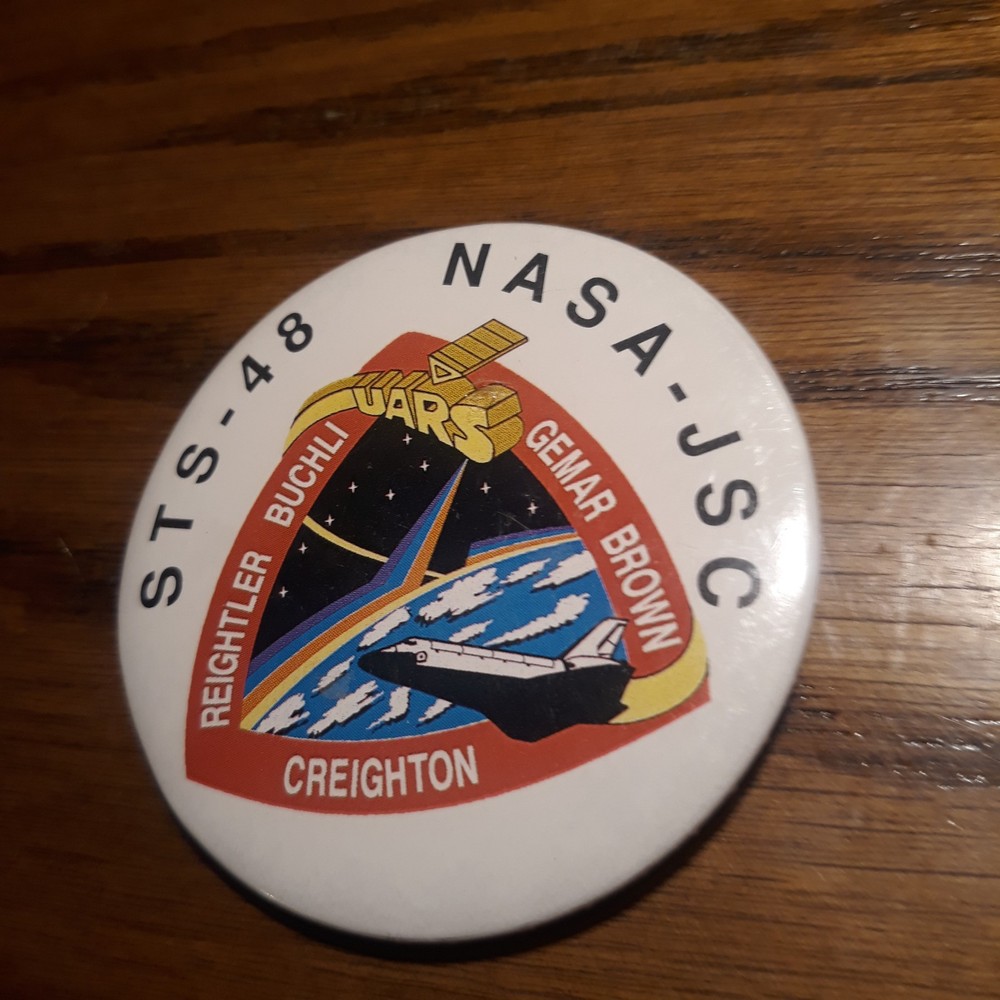 STS-48 NASA-JSC
UARS
REIGHTLER BUCHLI
GEMAR BROWN
CREIGHTON